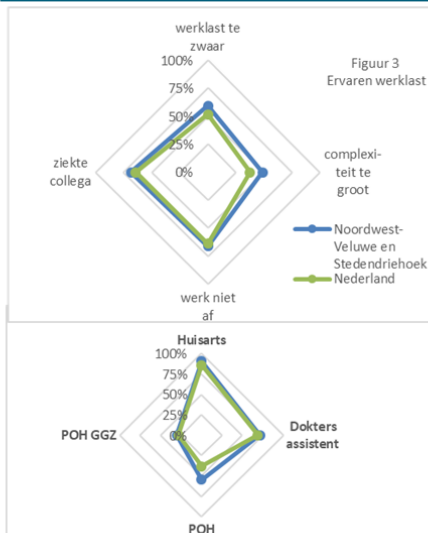 werklast te
zwaar
100%
75%
50%
25%
0%
Figuur 3
Ervaren werklast
ziekte
collega
complexi-
teit te
groot
Noordwest-
Veluwe en
Stedendriehoek
Nederland
werk niet
af
Huisarts
100%
75%
50%
25%
0%
POH GGZ
Dokters
assistent
POH